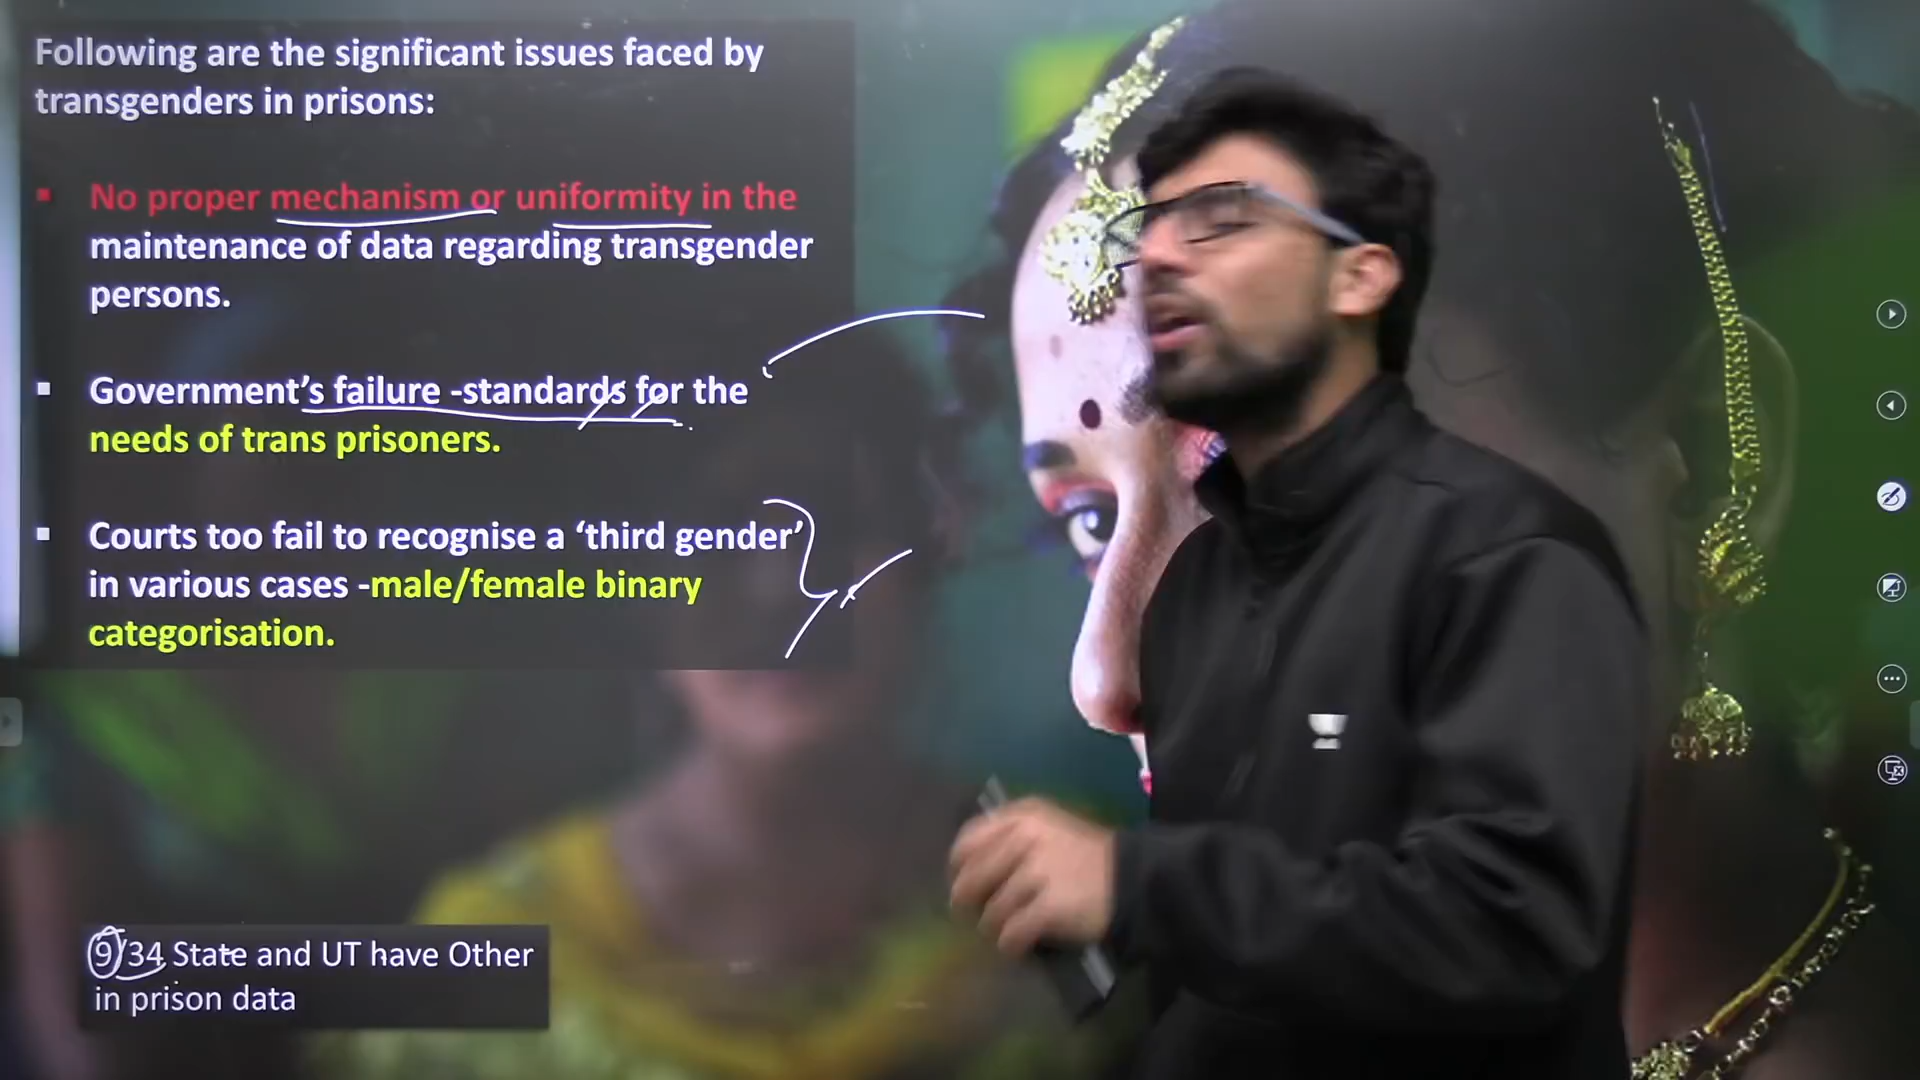 Following are the significant issues faced by
transgenders in prisons:
▪ No proper mechanism or uniformity in the
maintenance of data regarding transgender
persons.
▪ Government’s failure -standards for the
needs of trans prisoners.
▪ Courts too fail to recognise a ‘third gender’
in various cases -male/female binary
categorisation.
9/34 State and UT have Other
in prison data